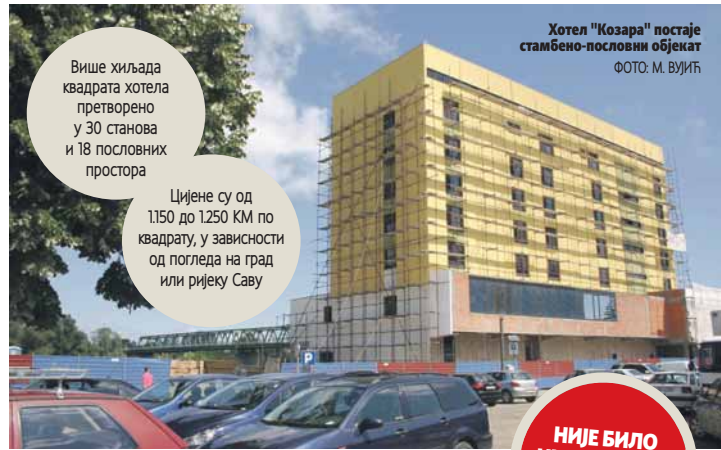 Хотел "Козара" постаје
стамбено-пословни објекат
ФОТО: М. ВУЈИЋ
Више хиљада
квадрата хотела
претворено
у 30 станова
и 18 пословних
простора
Цијене су од
1.150 до 1.250 КМ по
квадрату, у зависности
од погледа на град
или ријеку Саву
P
НИЈЕ БИЛО